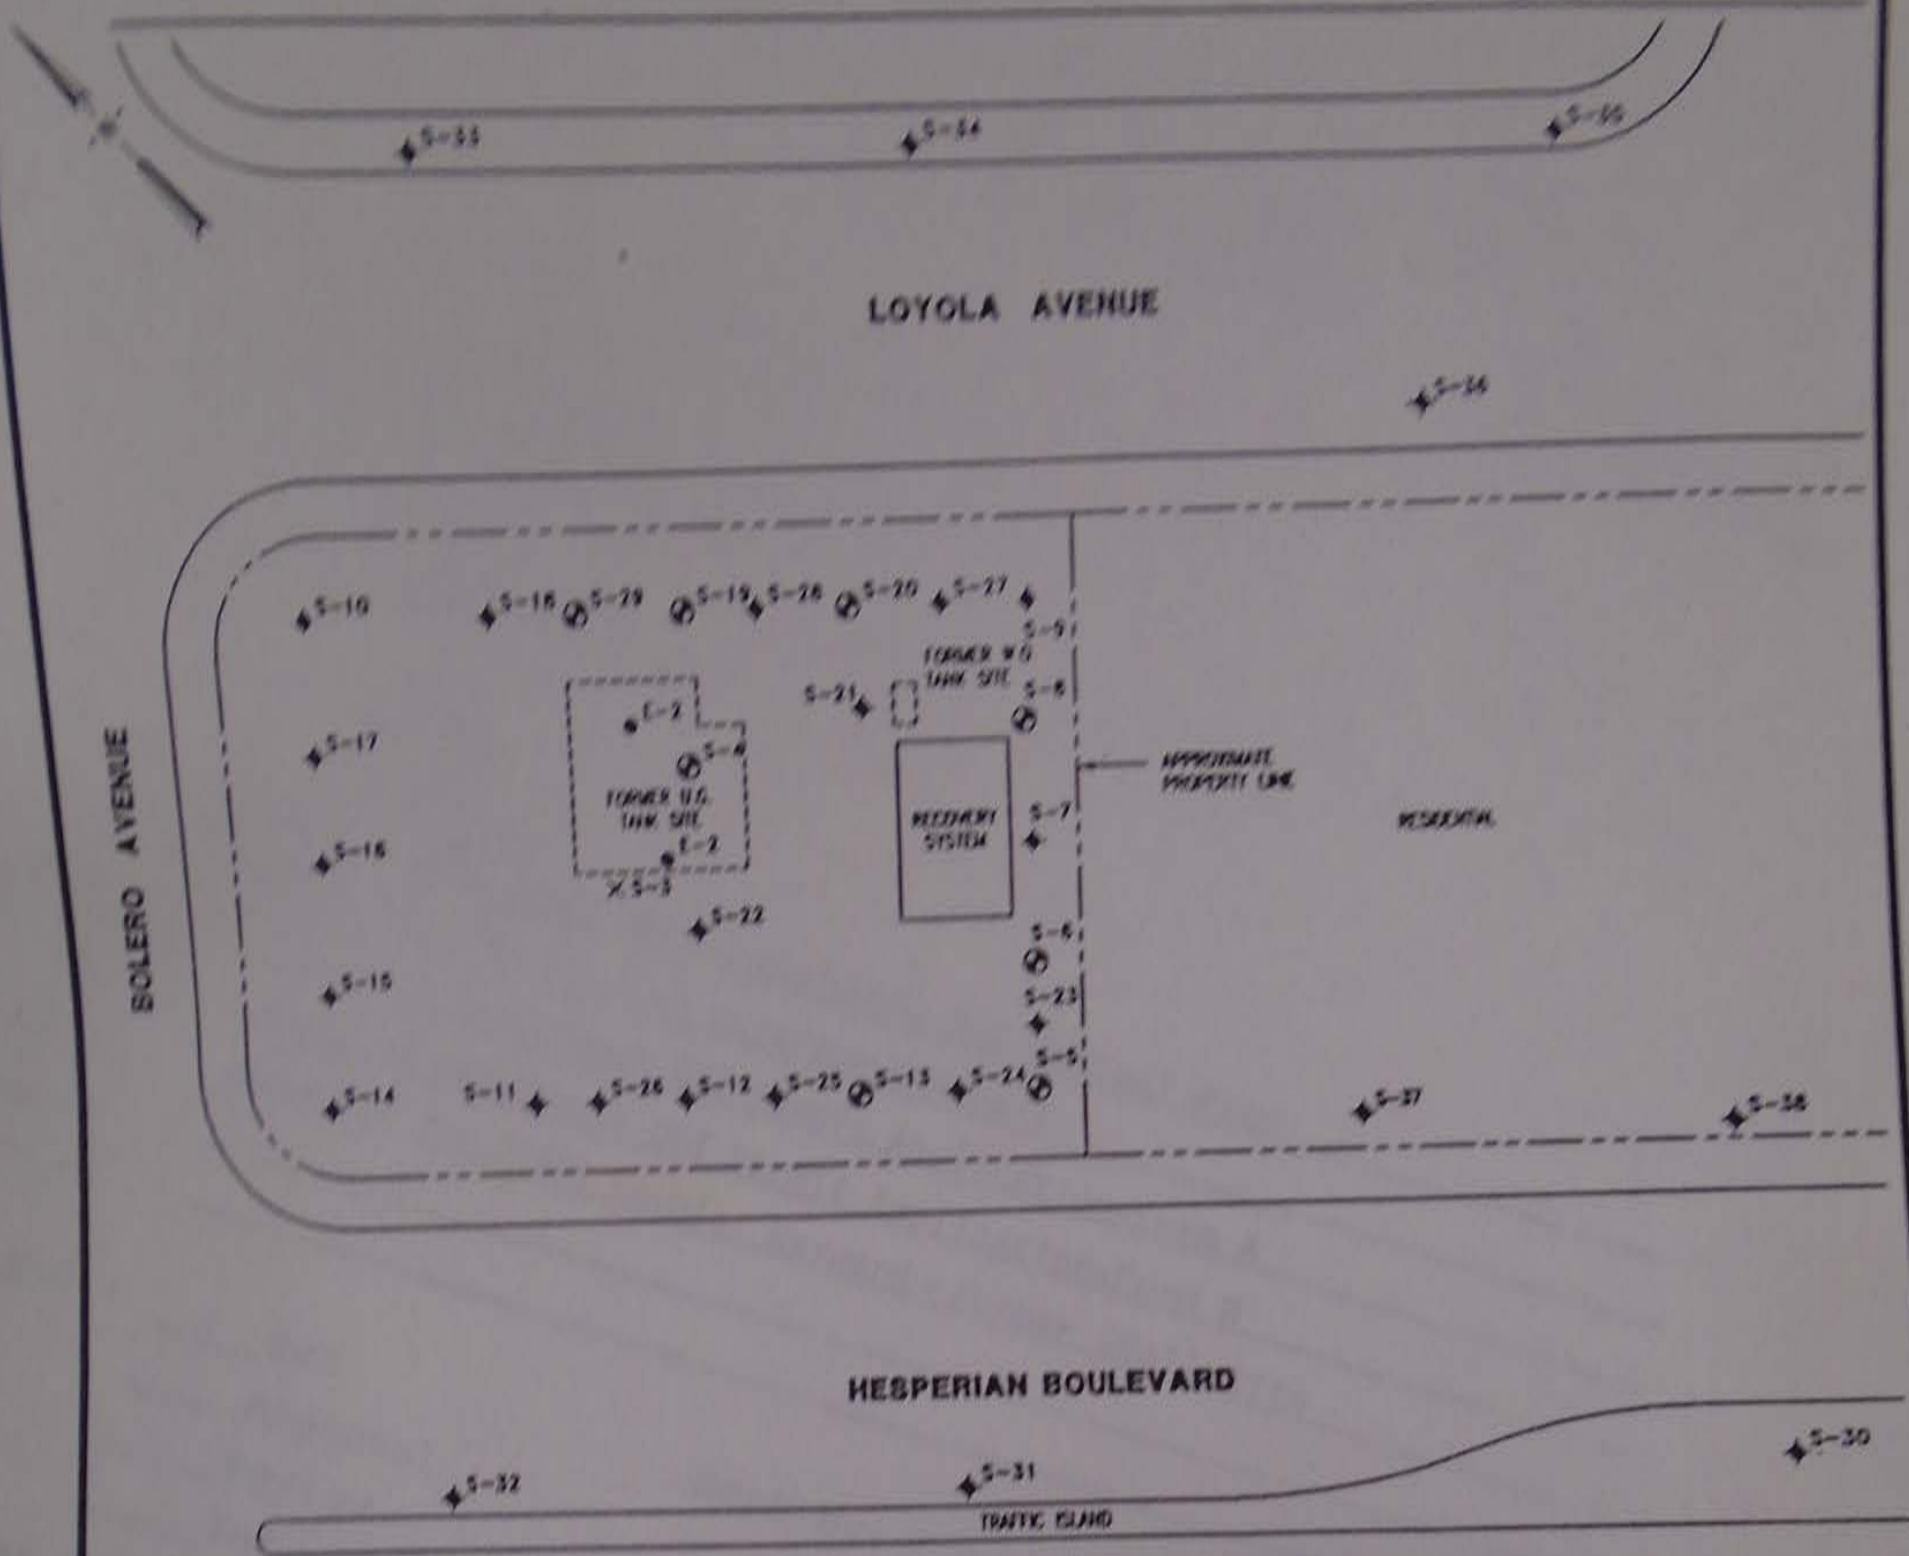 S-33
S-34
S-35
LOYOLA AVENUE
S-36
S-10
S-18
S-29
S-19
S-28
S-20
S-27
S-9
FORMER W.O.
TANK SITE
S-8
S-21
E-2
S-4
FORMER U.G.
TANK SITE
E-2
S-3
S-17
S-16
S-22
RECOVERY
SYSTEM
S-7
APPROXIMATE
PROPERTY LINE
RESIDENTIAL
BOLERO AVENUE
S-6
S-23
S-15
S-5
S-14
S-11
S-26
S-12
S-25
S-13
S-24
S-37
S-38
HESPERIAN BOULEVARD
S-30
S-32
S-31
TRAFFIC ISLAND